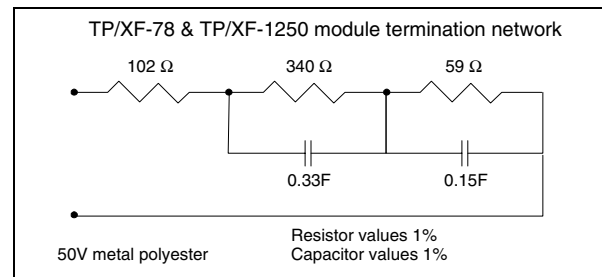 TP/XF-78 & TP/XF-1250 module termination network
102 Ω 340 Ω 59 Ω
0.33F 0.15F
Resistor values 1%
50V metal polyester Capacitor values 1%